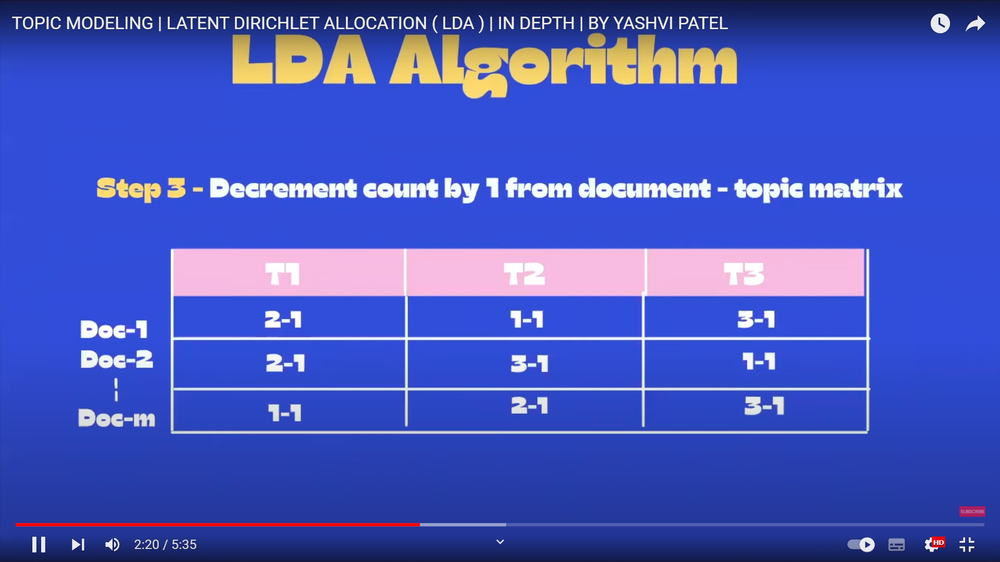 TOPIC MODELING | LATENT DIRICHLET ALLOCATION ( LDA ) | IN DEPTH | BY YASHVI PATEL
LDA Algorithm
Step 3 - Decrement count by 1 from document - topic matrix
T1 T2 T3
Doc-1 2-1 1-1 3-1
Doc-2 2-1 3-1 1-1
Doc-m 1-1 2-1 3-1
SUBSCRIBE
2:20 / 5:35
HD